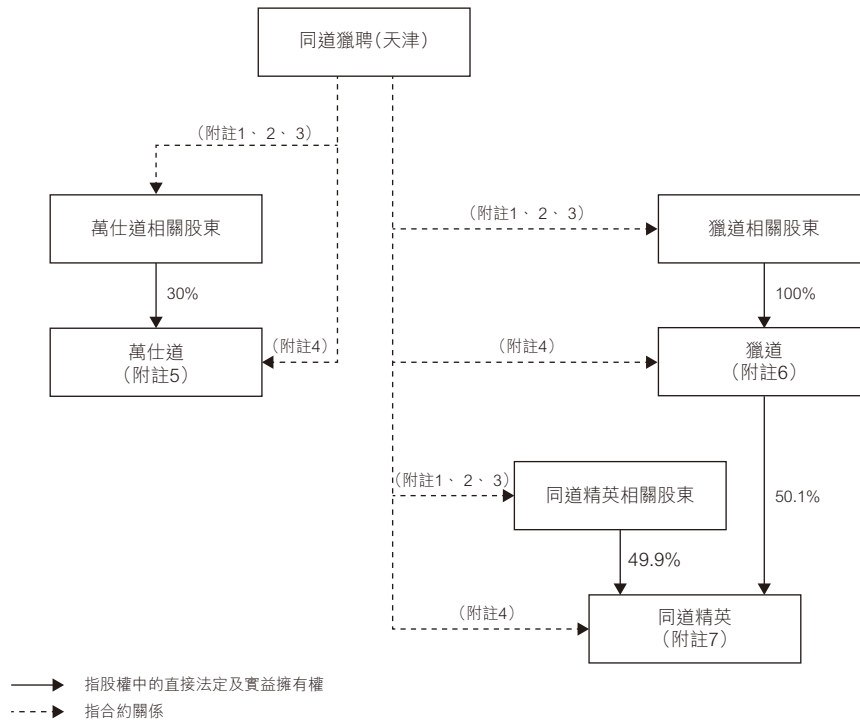 同道獵聘(天津)
(附註1、2、3)
萬仕道相關股東
(附註1、2、3)
獵道相關股東
30%
100%
萬仕道
(附註5)
(附註4)
(附註4)
獵道
(附註6)
(附註1、2、3)
同道精英相關股東
50.1%
49.9%
(附註4)
同道精英
(附註7)
指股權中的直接法定及實益擁有權
指合約關係